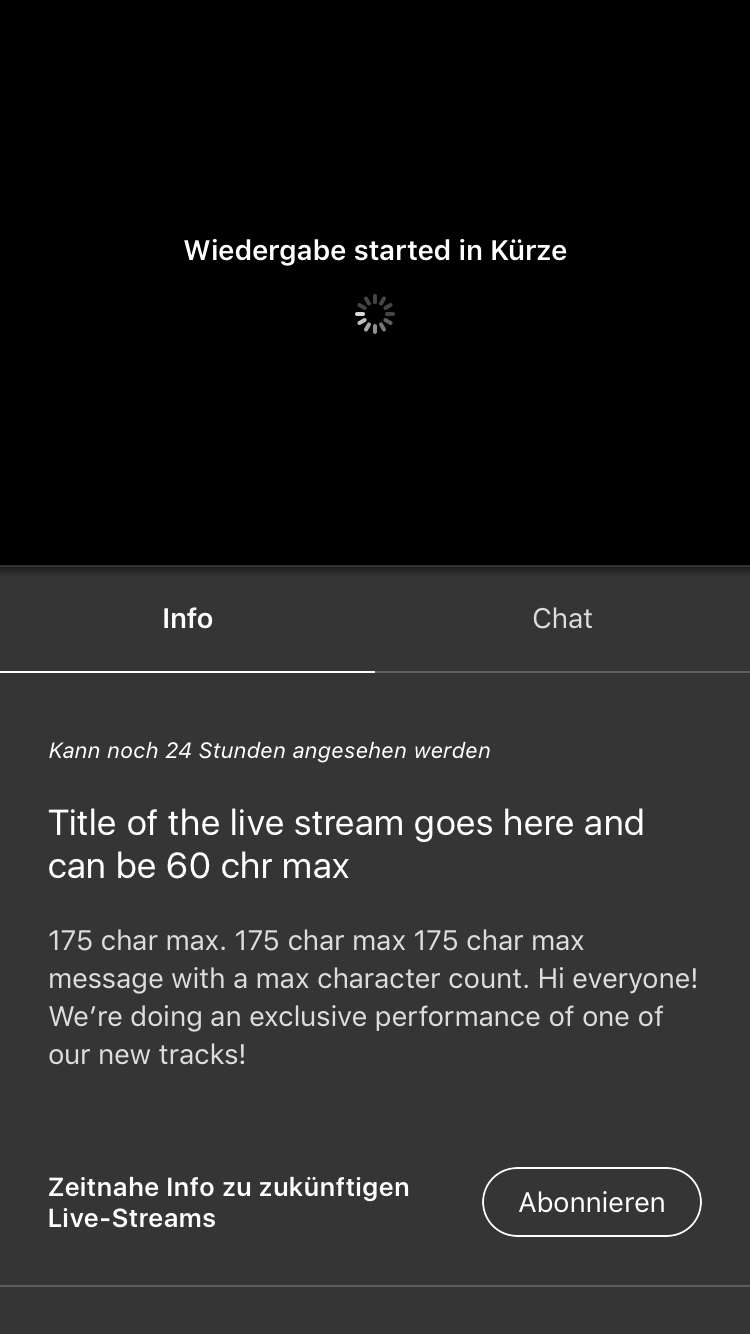 Wiedergabe started in Kürze
Info
Chat
Kann noch 24 Stunden angesehen werden
Title of the live stream goes here and
can be 60 chr max
175 char max. 175 char max 175 char max
message with a max character count. Hi everyone!
We’re doing an exclusive performance of one of
our new tracks!
Zeitnahe Info zu zukünftigen
Live-Streams
Abonnieren